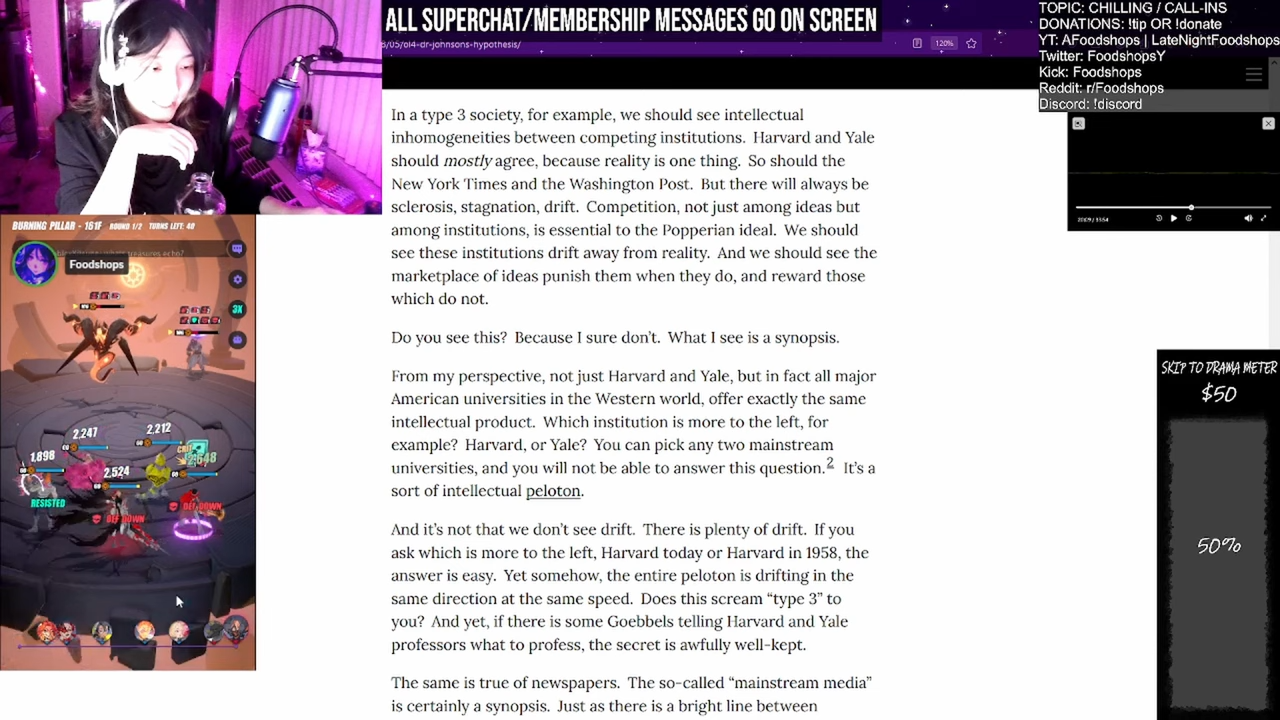 ALL SUPERCHAT/MEMBERSHIP MESSAGES GO ON SCREEN
/05/ol4-dr-johnsons-hypothesis/
120%
TOPIC: CHILLING / CALL-INS
DONATIONS: !tip OR !donate
YT: AFoodshops | LateNightFoodshops
Twitter: FoodshopsY
Kick: Foodshops
Reddit: r/Foodshops
Discord: !discord
BURNING PILLAR - 161F ROUND 1/2 TURNS LEFT: 40
Foodshops
3X
2,247
2,212
1,898
2,524
RESISTED
DEF DOWN
DEF DOWN
In a type 3 society, for example, we should see intellectual
inhomogeneities between competing institutions. Harvard and Yale
should mostly agree, because reality is one thing. So should the
New York Times and the Washington Post. But there will always be
sclerosis, stagnation, drift. Competition, not just among ideas but
among institutions, is essential to the Popperian ideal. We should
see these institutions drift away from reality. And we should see the
marketplace of ideas punish them when they do, and reward those
which do not.
Do you see this? Because I sure don't. What I see is a synopsis.
From my perspective, not just Harvard and Yale, but in fact all major
American universities in the Western world, offer exactly the same
intellectual product. Which institution is more to the left, for
example? Harvard, or Yale? You can pick any two mainstream
universities, and you will not be able to answer this question.2 It's a
sort of intellectual peloton.
And it's not that we don't see drift. There is plenty of drift. If you
ask which is more to the left, Harvard today or Harvard in 1958, the
answer is easy. Yet somehow, the entire peloton is drifting in the
same direction at the same speed. Does this scream “type 3” to
you? And yet, if there is some Goebbels telling Harvard and Yale
professors what to profess, the secret is awfully well-kept.
The same is true of newspapers. The so-called “mainstream media”
is certainly a synopsis. Just as there is a bright line between
SKIP TO DRAMA METER
$50
50%